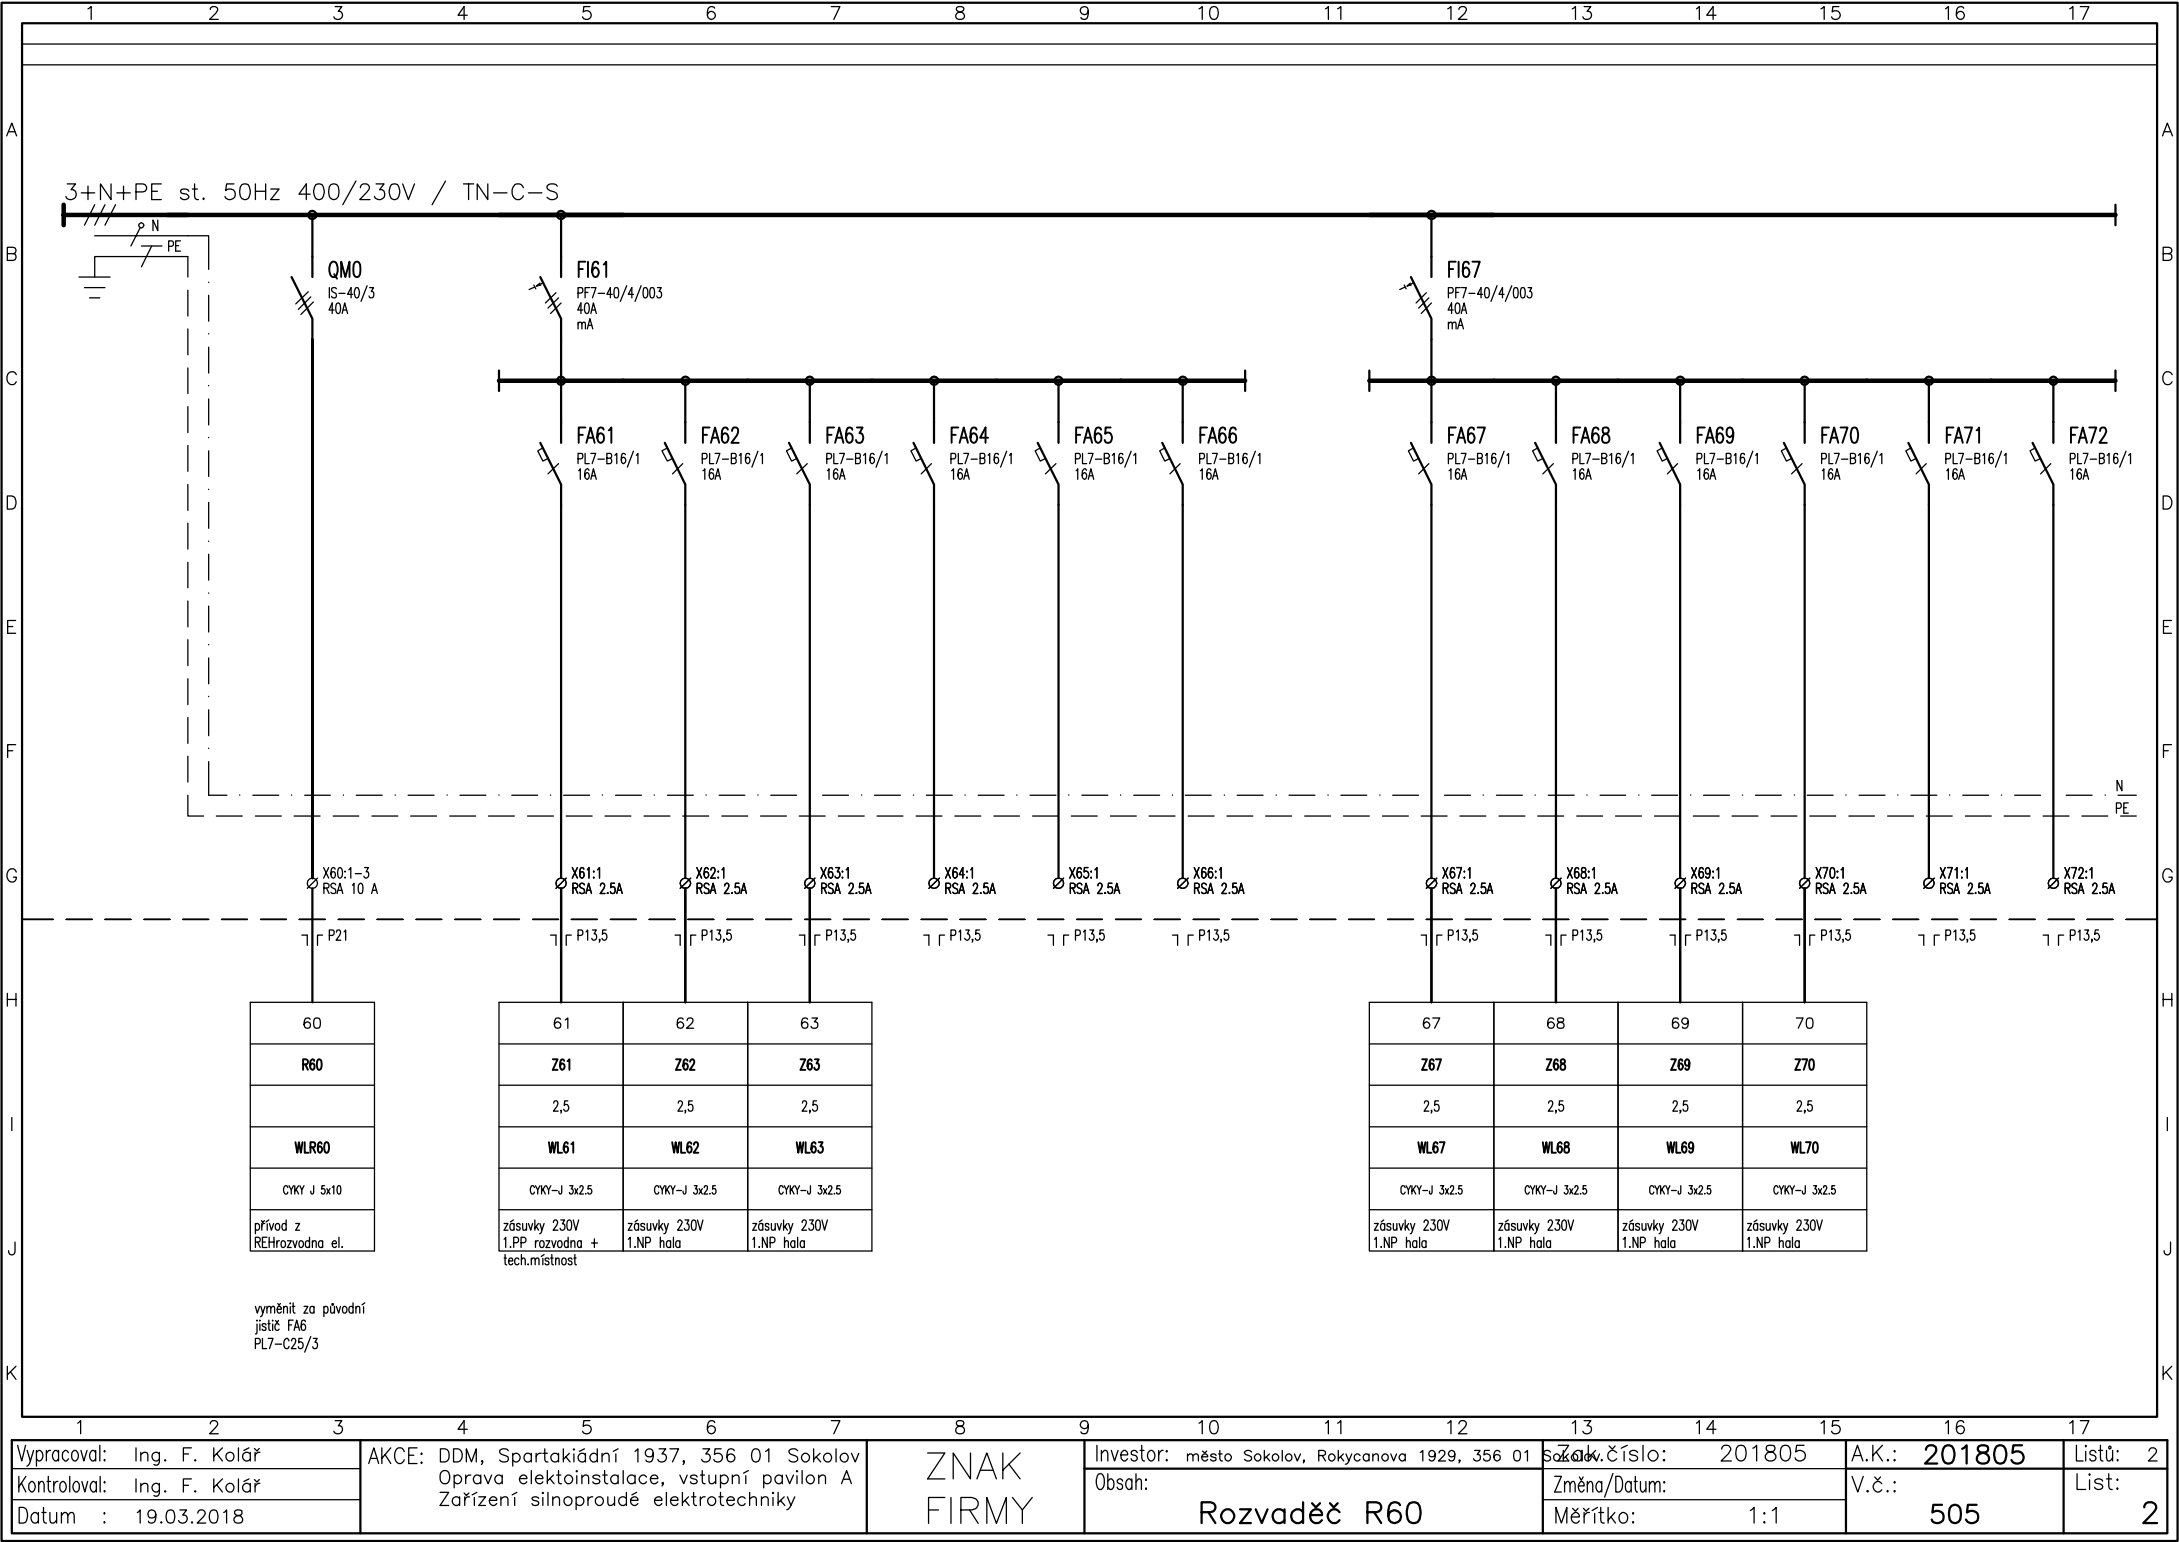 1 2 3 4 5 6 7 8 9 10 11 12 13 14 15 16 17
A A
3+N+PE st. 50Hz 400/230V / TN-C-S
N
PE
B B
QM0
IS-40/3
40A
FI61
PF7-40/4/003
40A
mA
FI67
PF7-40/4/003
40A
mA
C C
FA61
PL7-B16/1
16A
FA62
PL7-B16/1
16A
FA63
PL7-B16/1
16A
FA64
PL7-B16/1
16A
FA65
PL7-B16/1
16A
FA66
PL7-B16/1
16A
FA67
PL7-B16/1
16A
FA68
PL7-B16/1
16A
FA69
PL7-B16/1
16A
FA70
PL7-B16/1
16A
FA71
PL7-B16/1
16A
FA72
PL7-B16/1
16A
D D
E E
F F
N
PE
G G
X60:1-3
RSA 10 A
X61:1
RSA 2.5A
X62:1
RSA 2.5A
X63:1
RSA 2.5A
X64:1
RSA 2.5A
X65:1
RSA 2.5A
X66:1
RSA 2.5A
X67:1
RSA 2.5A
X68:1
RSA 2.5A
X69:1
RSA 2.5A
X70:1
RSA 2.5A
X71:1
RSA 2.5A
X72:1
RSA 2.5A
P21 P13,5 P13,5 P13,5 P13,5 P13,5 P13,5 P13,5 P13,5 P13,5 P13,5 P13,5 P13,5
H H
60 61 62 63 67 68 69 70
R60 Z61 Z62 Z63 Z67 Z68 Z69 Z70
2,5 2,5 2,5 2,5 2,5 2,5 2,5
I I
WLR60 WL61 WL62 WL63 WL67 WL68 WL69 WL70
CYKY J 5x10 CYKY-J 3x2.5 CYKY-J 3x2.5 CYKY-J 3x2.5 CYKY-J 3x2.5 CYKY-J 3x2.5 CYKY-J 3x2.5 CYKY-J 3x2.5
J J
přívod z
REHrozvodna el.
zásuvky 230V
1.PP rozvodna +
tech.místnost
zásuvky 230V
1.NP hala
zásuvky 230V
1.NP hala
zásuvky 230V
1.NP hala
zásuvky 230V
1.NP hala
zásuvky 230V
1.NP hala
zásuvky 230V
1.NP hala
vyměnit za původní
jistič FA6
PL7-C25/3
K K
1 2 3 4 5 6 7 8 9 10 11 12 13 14 15 16 17
Vypracoval: Ing. F. Kolář
Kontroloval: Ing. F. Kolář
Datum : 19.03.2018
AKCE: DDM, Spartakiádní 1937, 356 01 Sokolov
Oprava elektoinstalace, vstupní pavilon A
Zařízení silnoproudé elektrotechniky
ZNAK
FIRMY
Investor: město Sokolov, Rokycanova 1929, 356 01 Sokolov
Obsah:
Rozvaděč R60
Zak.číslo: 201805
Změna/Datum:
Měřítko: 1:1
A.K.: 201805
V.č.:
505
Listů: 2
List:
2